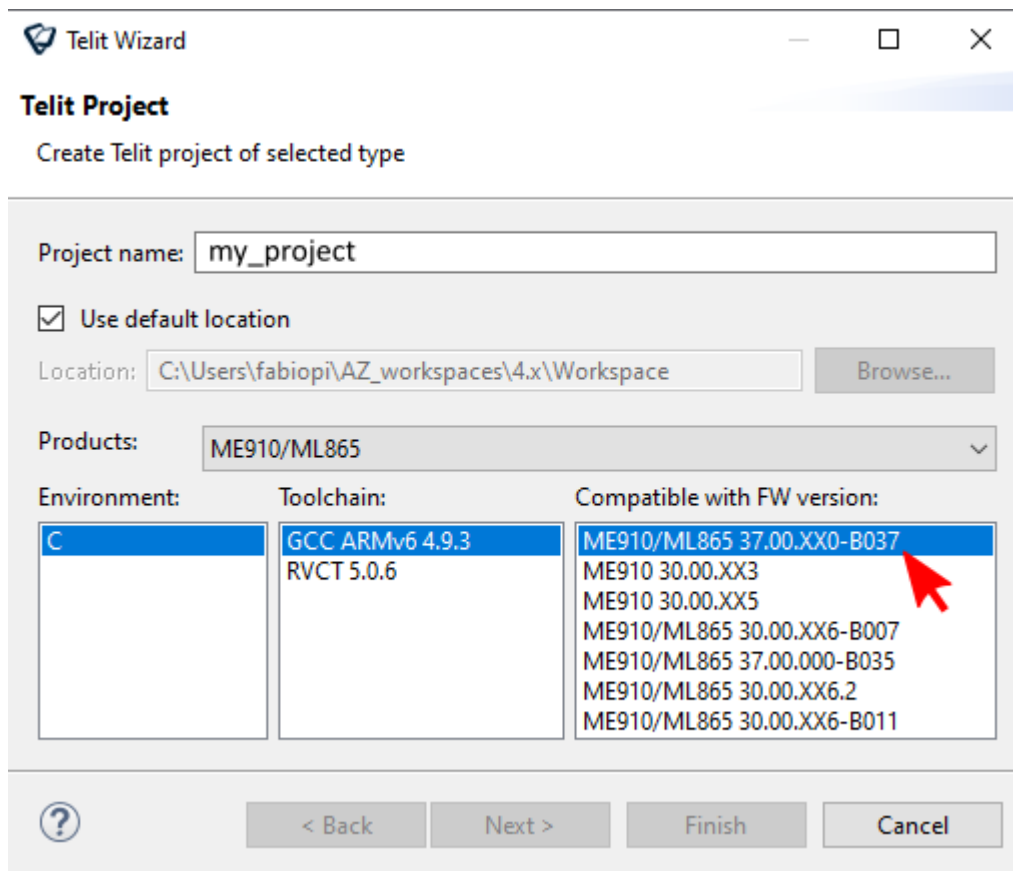 Telit Wizard
Telit Project
Create Telit project of selected type
Project name: my_project
Use default location
Location: C:\Users\fabiopi\AZ_workspaces\4.x\Workspace Browse...
Products: ME910/ML865
Environment: Toolchain: Compatible with FW version:
C GCC ARMv6 4.9.3 ME910/ML865 37.00.XX0-B037
RVCT 5.0.6 ME910 30.00.XX3
ME910 30.00.XX5
ME910/ML865 30.00.XX6-B007
ME910/ML865 37.00.000-B035
ME910/ML865 30.00.XX6.2
ME910/ML865 30.00.XX6-B011
? < Back Next > Finish Cancel